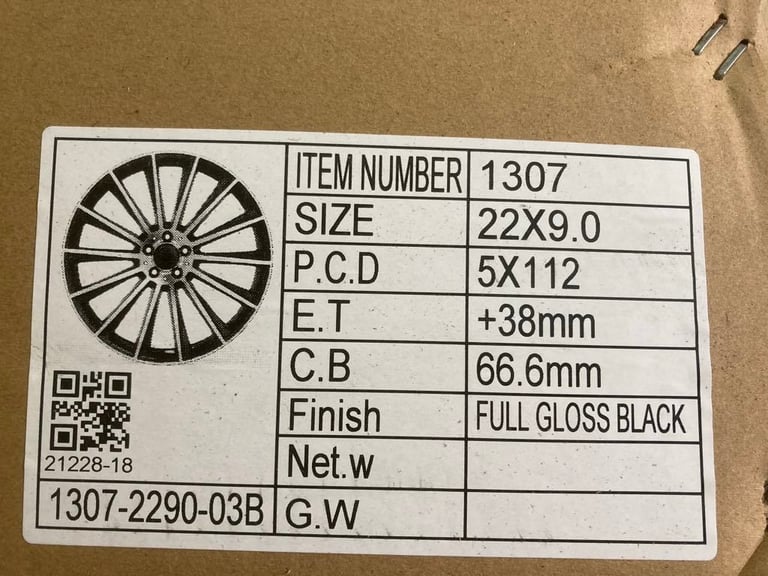 ITEM NUMBER 1307
SIZE 22X9.0
P.C.D 5X112
E.T +38mm
C.B 66.6mm
Finish FULL GLOSS BLACK
Net.w
G.W
21228-18
1307-2290-03B